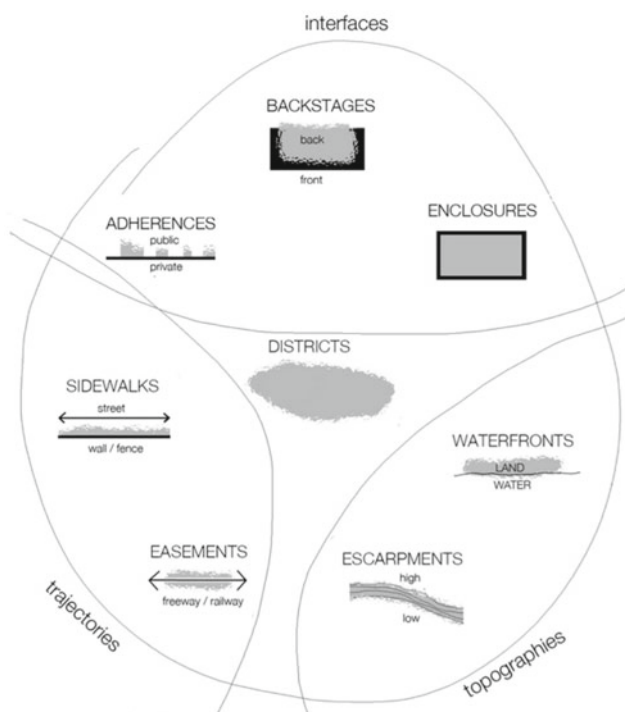 interfaces
BACKSTAGES
back
front
ADHERENCES
public
private
ENCLOSURES
DISTRICTS
SIDEWALKS
street
wall / fence
WATERFRONTS
LAND
WATER
EASEMENTS
freeway / railway
ESCARPMENTS
high
low
trajectories
topographies